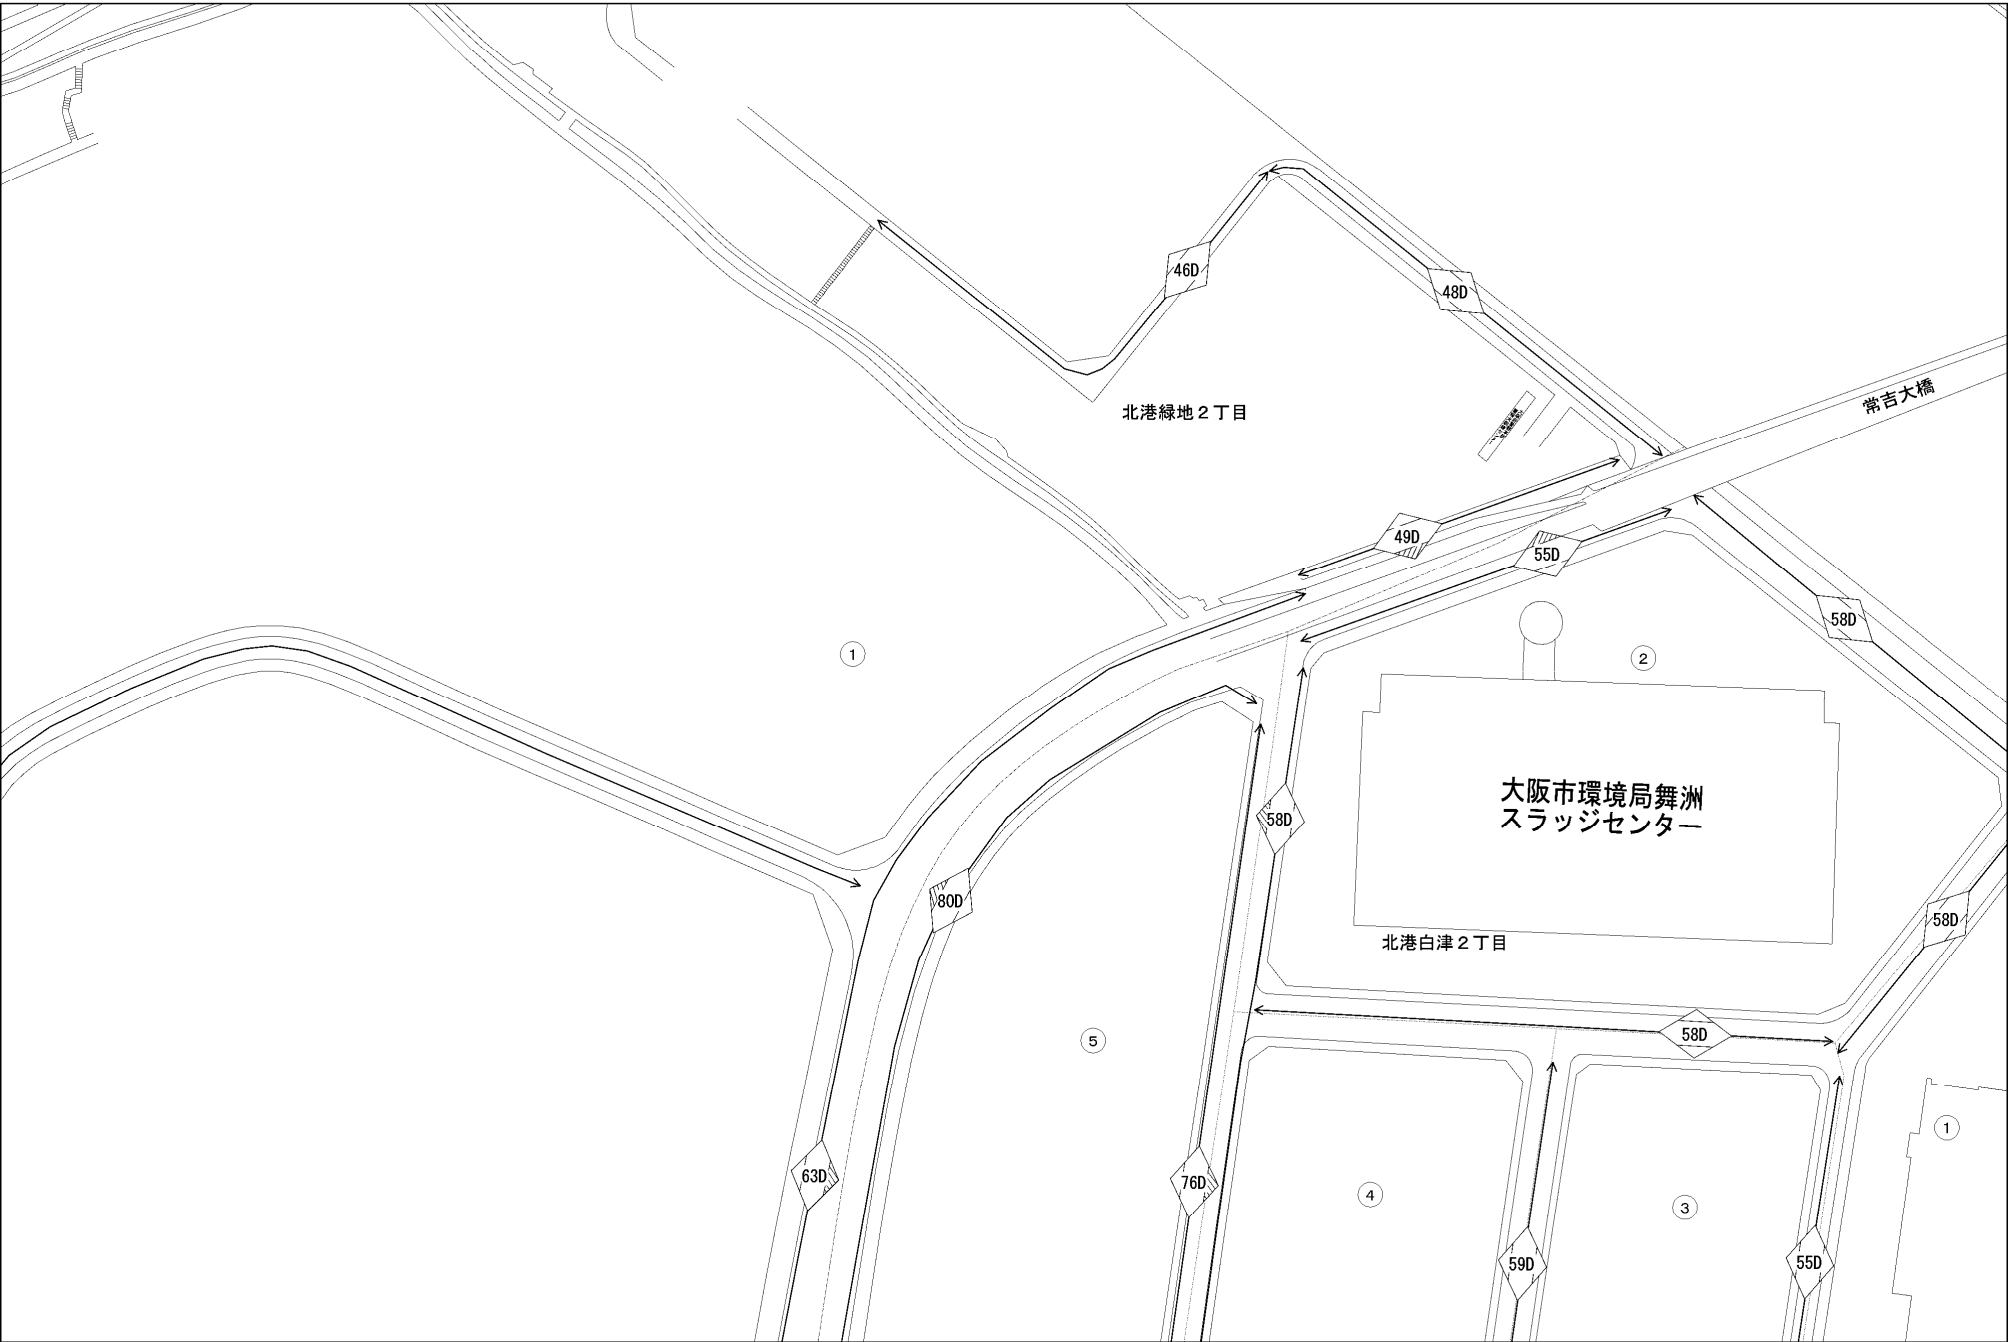 46D
48D
常吉大橋
北港緑地２丁目
49D
55D
58D
①
②
大阪市環境局舞洲
スラッジセンター
58D
80D
58D
北港白津２丁目
58D
⑤
63D
76D
④
③
①
59D
55D